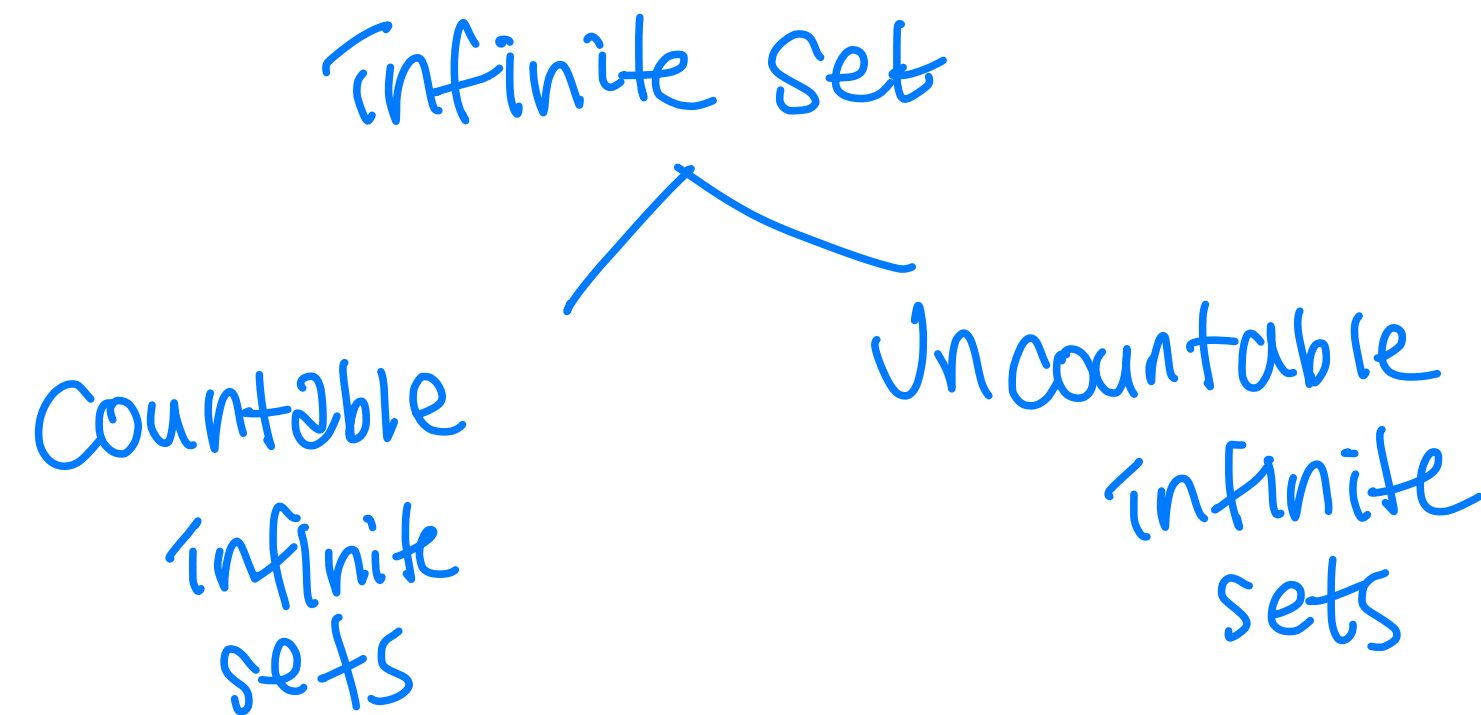 infinite set
Countable
infinite
sets
Uncountable
infinite
sets